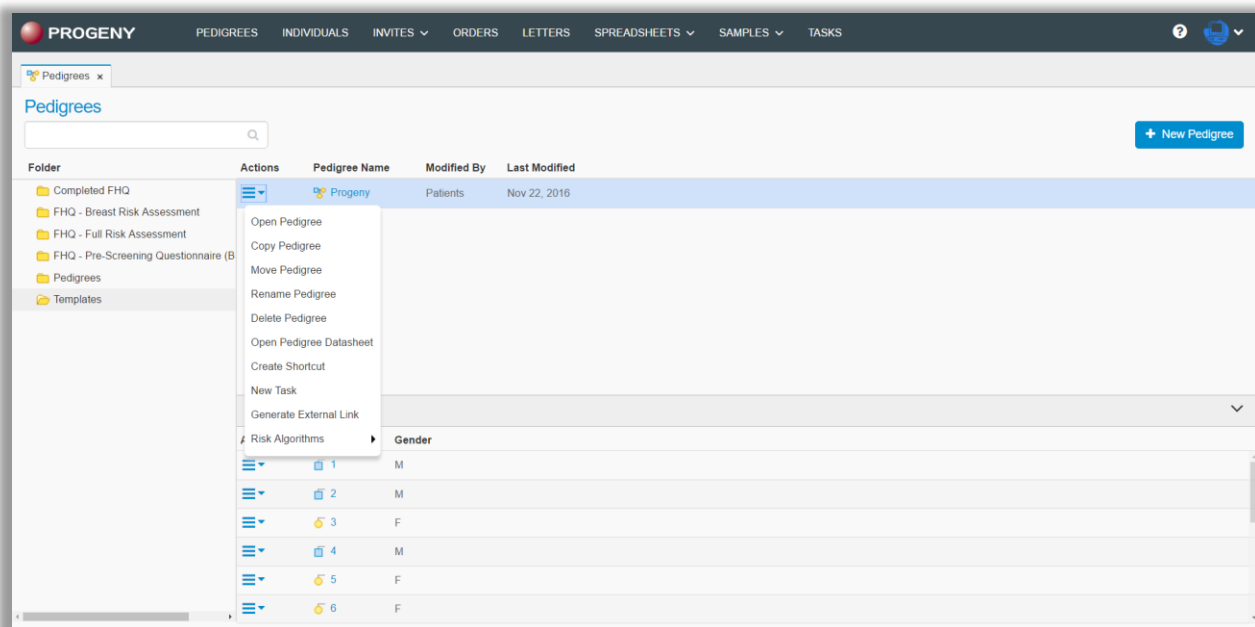 PROGENY PEDIGREES INDIVIDUALS INVITES ORDERS LETTERS SPREADSHEETS SAMPLES TASKS ?
Pedigrees x
Pedigrees
+ New Pedigree
Folder Actions Pedigree Name Modified By Last Modified
Completed FHQ Progeny Patients Nov 22, 2016
FHQ - Breast Risk Assessment
FHQ - Full Risk Assessment
FHQ - Pre-Screening Questionnaire (B
Pedigrees
Templates
Open Pedigree
Copy Pedigree
Move Pedigree
Rename Pedigree
Delete Pedigree
Open Pedigree Datasheet
Create Shortcut
New Task
Generate External Link
Risk Algorithms
Gender
1 M
2 M
3 F
4 M
5 F
6 F